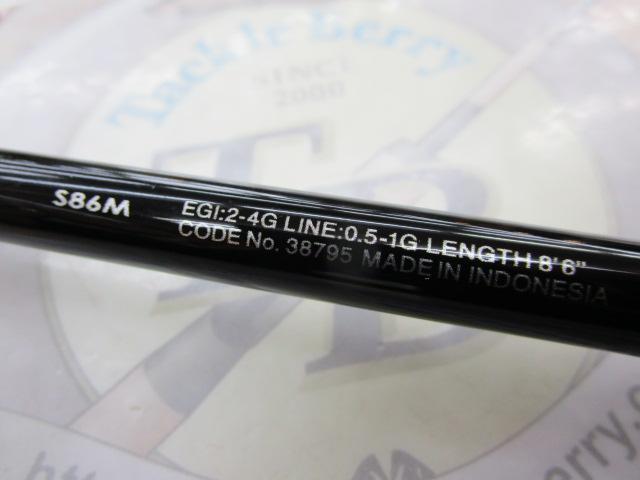 Tackle Berry
SINCE
2000
TB
S86M
EGI:2-4G LINE:0.5-1G LENGTH 8'6"
CODE No. 38795 MADE IN INDONESIA